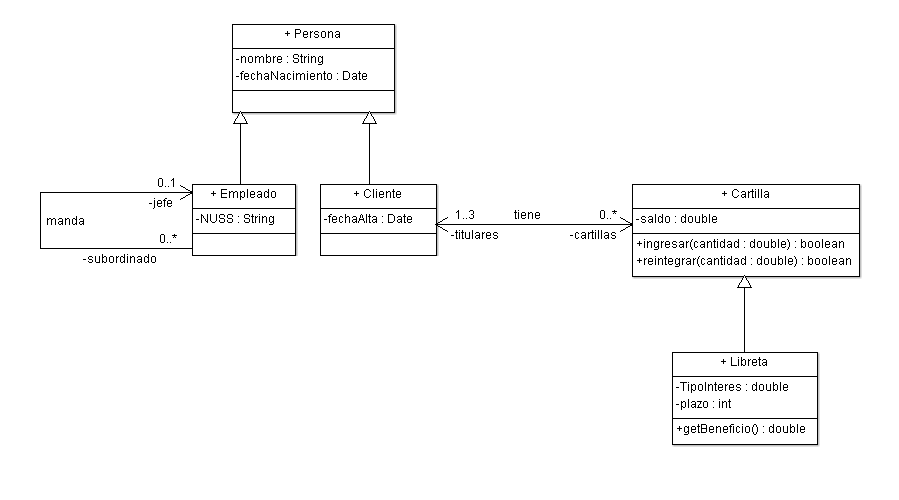 + Persona
-nombre : String
-fechaNacimiento : Date
0..1
-jefe
manda
0..*
-subordinado
+ Empleado
-NUSS : String
+ Cliente
-fechaAlta : Date
1..3 tiene 0..*
-titulares -cartillas
+ Cartilla
-saldo : double
+ingresar(cantidad : double) : boolean
+reintegrar(cantidad : double) : boolean
+ Libreta
-TipoInteres : double
-plazo : int
+getBeneficio() : double